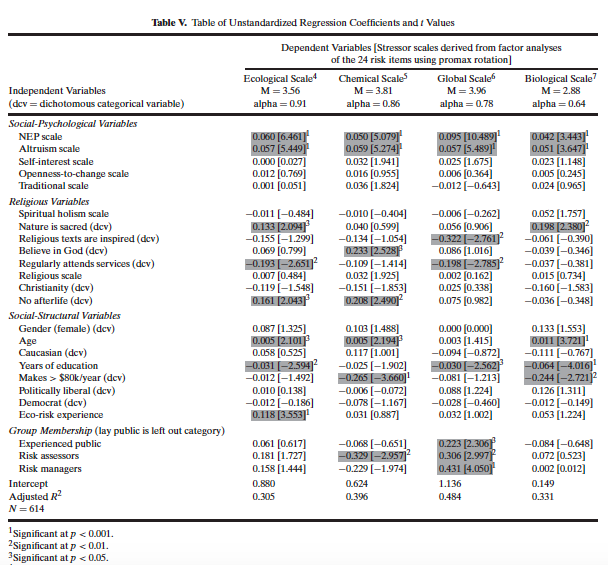 Table V. Table of Unstandardized Regression Coefficients and t Values
Dependent Variables [Stressor scales derived from factor analyses
of the 24 risk items using promax rotation]
Ecological Scale⁴ Chemical Scale⁵ Global Scale⁶ Biological Scale⁷
Independent Variables M = 3.56 M = 3.81 M = 3.96 M = 2.88
(dcv = dichotomous categorical variable) alpha = 0.91 alpha = 0.86 alpha = 0.78 alpha = 0.64
Social-Psychological Variables
NEP scale 0.060 [6.461]¹ 0.050 [5.079]¹ 0.095 [10.489]¹ 0.042 [3.443]¹
Altruism scale 0.057 [5.449]¹ 0.059 [5.274]¹ 0.057 [5.489]¹ 0.051 [3.647]¹
Self-interest scale 0.000 [0.027] 0.032 [1.941] 0.025 [1.675] 0.023 [1.148]
Openness-to-change scale 0.012 [0.769] 0.016 [0.955] 0.006 [0.364] 0.005 [0.245]
Traditional scale 0.001 [0.051] 0.036 [1.824] −0.012 [−0.643] 0.024 [0.965]
Religious Variables
Spiritual holism scale −0.011 [−0.484] −0.010 [−0.404] −0.006 [−0.262] 0.052 [1.757]
Nature is sacred (dcv) 0.133 [2.094]³ 0.040 [0.599] 0.056 [0.906] 0.198 [2.380]²
Religious texts are inspired (dcv) −0.155 [−1.299] −0.134 [−1.054] −0.322 [−2.761]² −0.061 [−0.390]
Believe in God (dcv) 0.069 [0.799] 0.233 [2.528]³ 0.086 [1.016] −0.039 [−0.346]
Regularly attends services (dcv) −0.193 [−2.651]² −0.109 [−1.414] −0.198 [−2.785]² −0.037 [−0.381]
Religious scale 0.007 [0.484] 0.032 [1.925] 0.002 [0.162] 0.015 [0.734]
Christianity (dcv) −0.119 [−1.548] −0.151 [−1.853] 0.025 [0.338] −0.160 [−1.583]
No afterlife (dcv) 0.161 [2.043]³ 0.208 [2.490]² 0.075 [0.982] −0.036 [−0.348]
Social-Structural Variables
Gender (female) (dcv) 0.087 [1.325] 0.103 [1.488] 0.000 [0.000] 0.133 [1.553]
Age 0.005 [2.101]³ 0.005 [2.194]³ 0.003 [1.415] 0.011 [3.721]¹
Caucasian (dcv) 0.058 [0.525] 0.117 [1.001] −0.094 [−0.872] −0.111 [−0.767]
Years of education −0.031 [−2.594]² −0.025 [−1.902] −0.030 [−2.562]³ −0.064 [−4.016]¹
Makes > $80k/year (dcv) −0.012 [−1.492] −0.265 [−3.660]¹ −0.081 [−1.213] −0.244 [−2.721]²
Politically liberal (dcv) 0.010 [0.138] −0.006 [−0.072] 0.088 [1.224] 0.126 [1.311]
Democrat (dcv) −0.012 [−0.186] −0.078 [−1.167] −0.028 [−0.460] −0.012 [−0.149]
Eco-risk experience 0.118 [3.553]¹ 0.031 [0.887] 0.032 [1.002] 0.053 [1.224]
Group Membership (lay public is left out category)
Experienced public 0.061 [0.617] −0.068 [−0.651] 0.223 [2.306]³ −0.084 [−0.648]
Risk assessors 0.181 [1.727] −0.329 [−2.957]² 0.306 [2.997]² 0.072 [0.523]
Risk managers 0.158 [1.444] −0.229 [−1.974] 0.431 [4.050]¹ 0.002 [0.012]
Intercept 0.880 0.624 1.136 0.149
Adjusted R² 0.305 0.396 0.484 0.331
N = 614
¹Significant at p < 0.001.
²Significant at p < 0.01.
³Significant at p < 0.05.